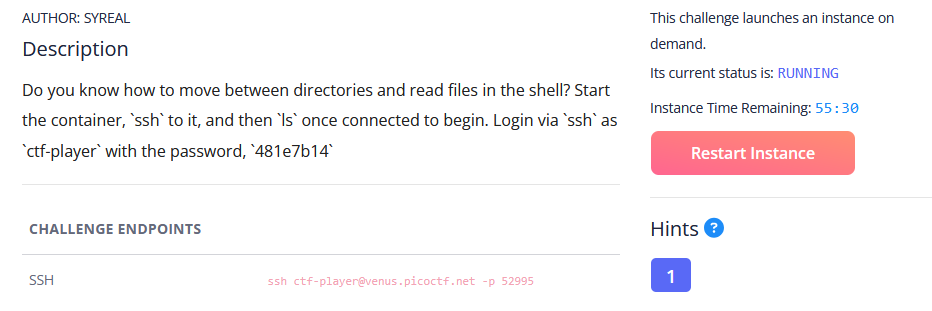 AUTHOR: SYREAL
Description
Do you know how to move between directories and read files in the shell? Start
the container, `ssh` to it, and then `ls` once connected to begin. Login via `ssh` as
`ctf-player` with the password, `481e7b14`
CHALLENGE ENDPOINTS
SSH
ssh ctf-player@venus.picoctf.net -p 52995
This challenge launches an instance on
demand.
Its current status is: RUNNING
Instance Time Remaining: 55:30
Restart Instance
Hints ?
1